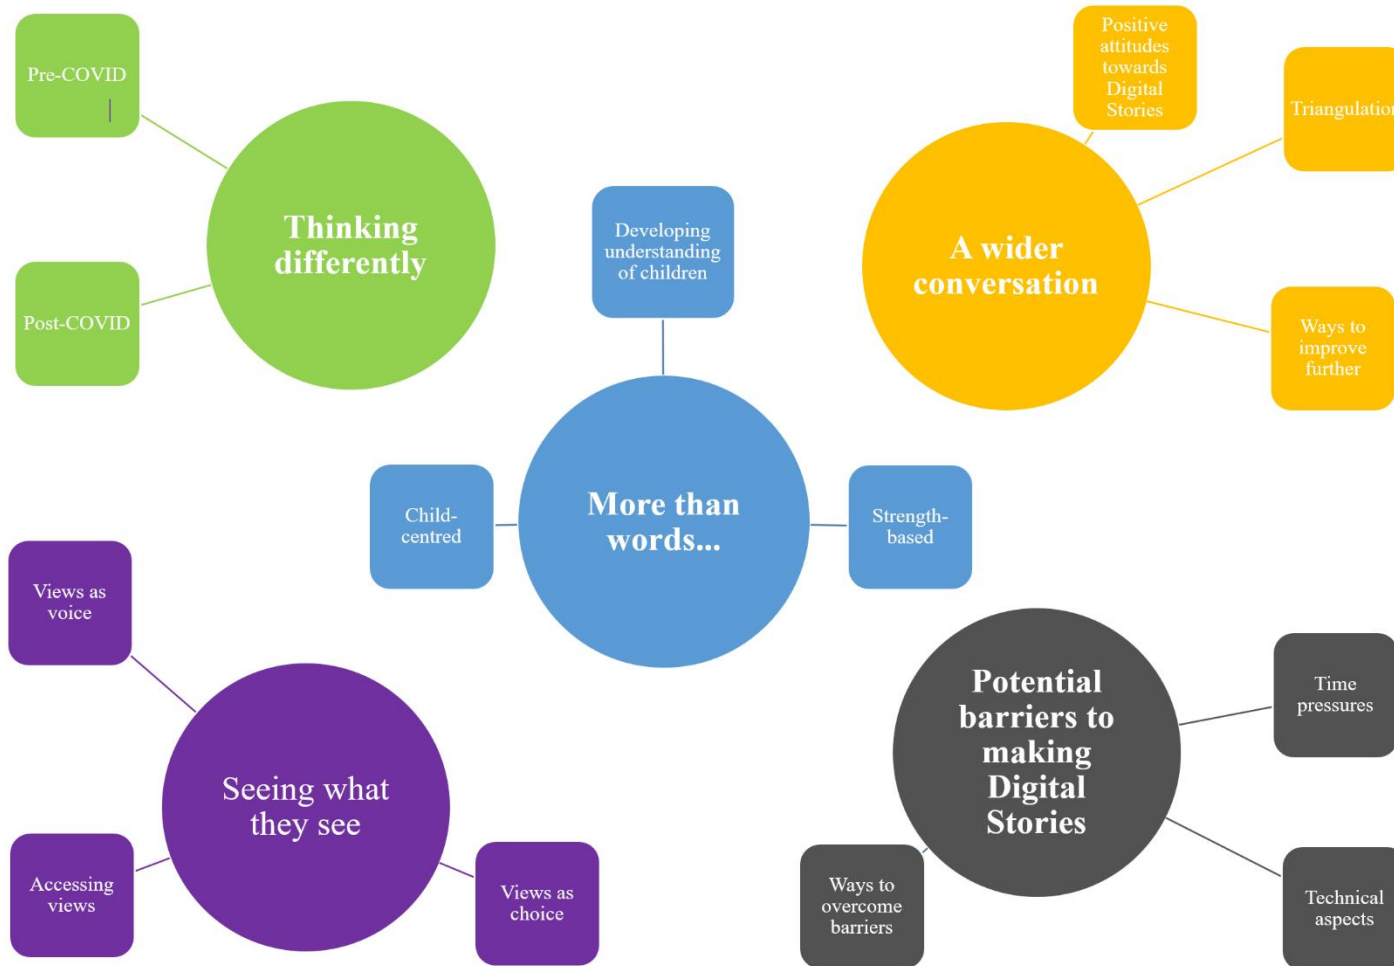 Pre-COVID
Thinking
differently
Post-COVID
Positive
attitudes
towards
Digital
Stories
Triangulation
A wider
conversation
Ways to
improve
further
Developing
understanding
of children
More than
words...
Child-
centred
Strength-
based
Views as
voice
Seeing what
they see
Accessing
views
Views as
choice
Potential
barriers to
making
Digital
Stories
Time
pressures
Ways to
overcome
barriers
Technical
aspects